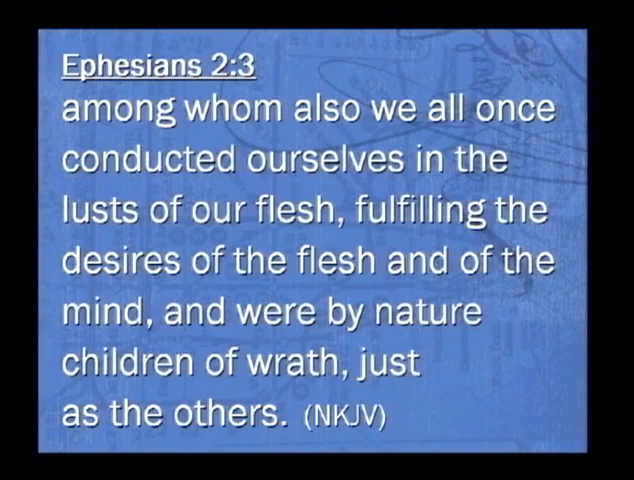 Ephesians 2:3
among whom also we all once
conducted ourselves in the
lusts of our flesh, fulfilling the
desires of the flesh and of the
mind, and were by nature
children of wrath, just
as the others. (NKJV)